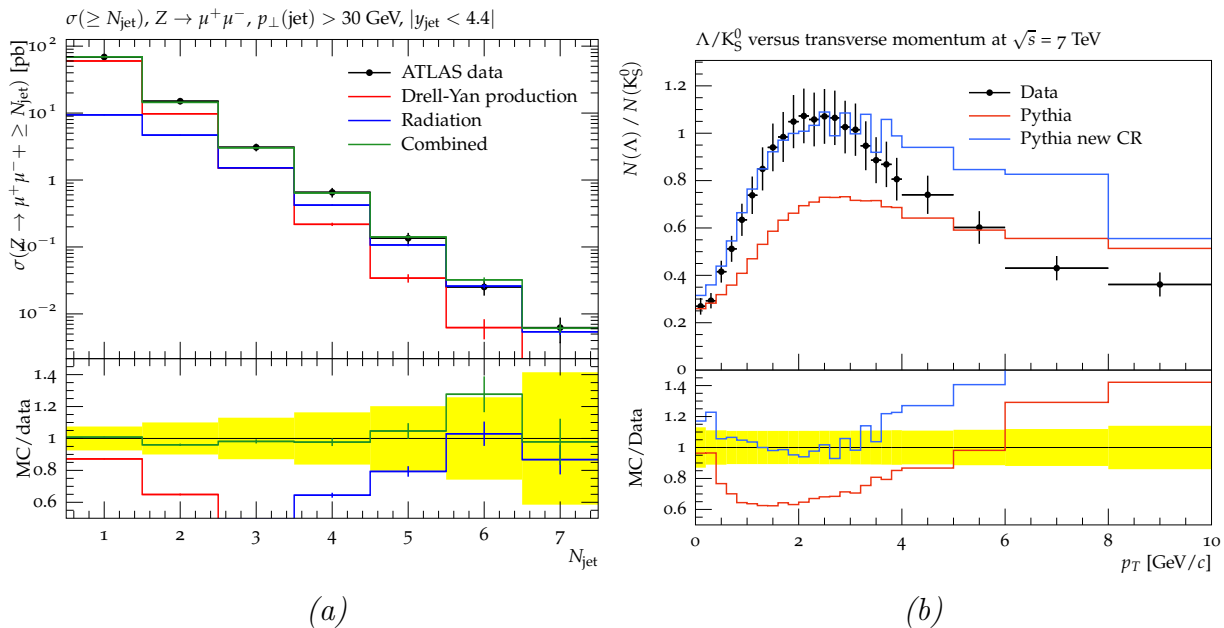 σ(≥ N_jet), Z → μ⁺μ⁻, p⊥(jet) > 30 GeV, |y_jet < 4.4|
σ(Z → μ⁺μ⁻ + ≥ N_jet) [pb]
10²
10¹
1
10⁻¹
10⁻²
ATLAS data
Drell-Yan production
Radiation
Combined
MC/data
1.4
1.2
1.0
0.8
0.6
1 2 3 4 5 6 7
N_jet
(a)
Λ/K⁰_S versus transverse momentum at √s = 7 TeV
N(Λ) / N(K⁰_S)
1.2
1
0.8
0.6
0.4
0.2
0
Data
Pythia
Pythia new CR
MC/Data
1.4
1.2
1
0.8
0.6
0 2 4 6 8 10
p_T [GeV/c]
(b)